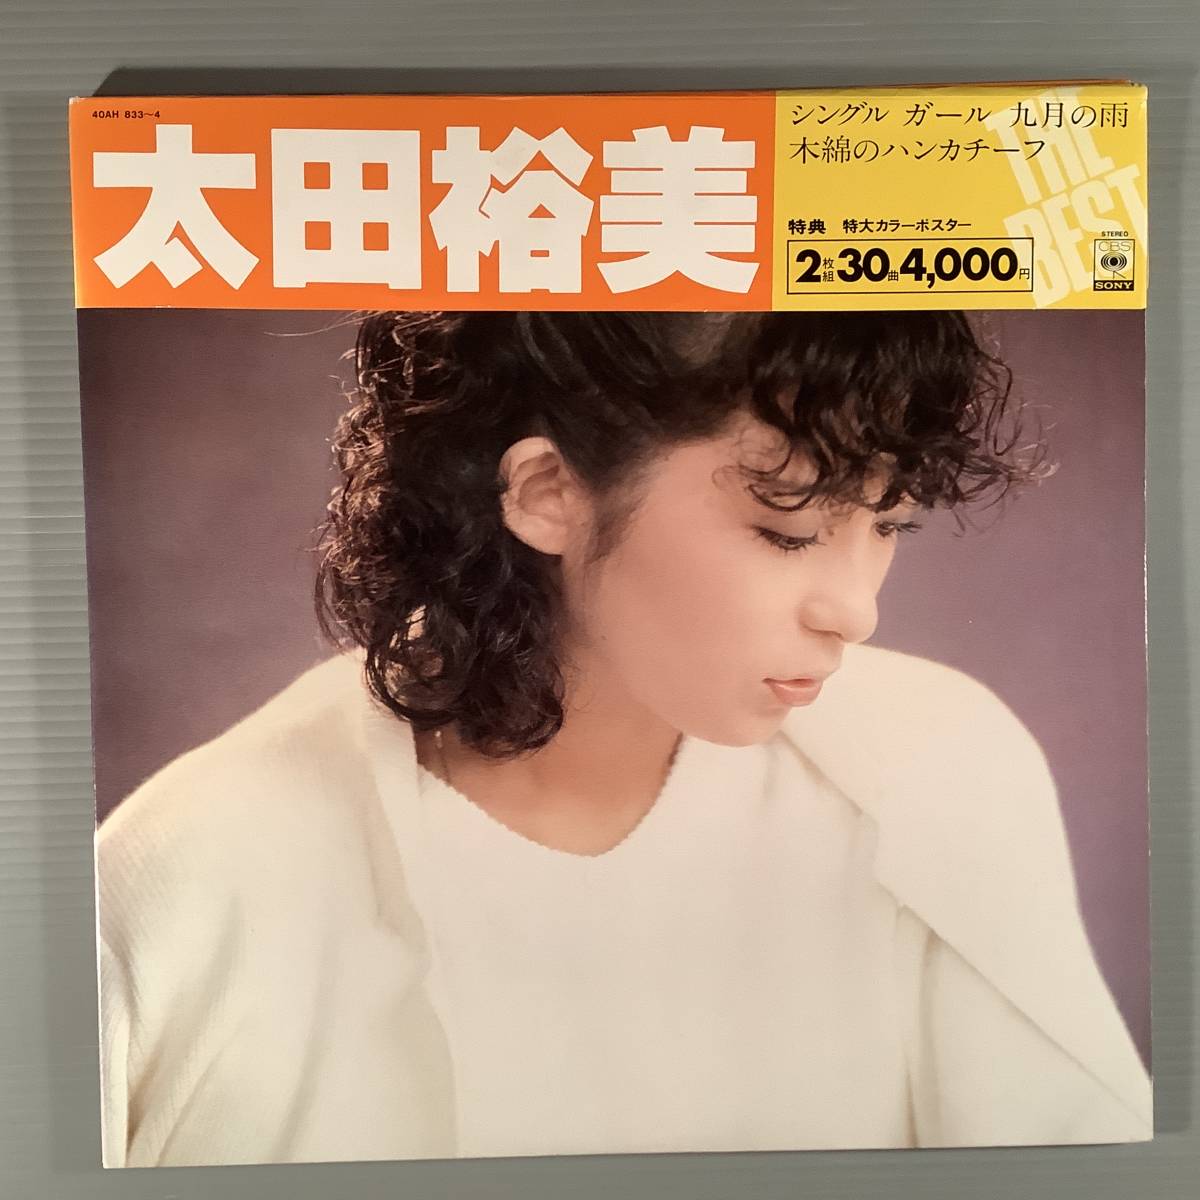 40AH 833〜4
太田裕美
シングル ガール 九月の雨
木綿のハンカチーフ
THE
BEST
特典 特大カラーポスター
2枚組30曲4,000円
STEREO
CBS
SONY